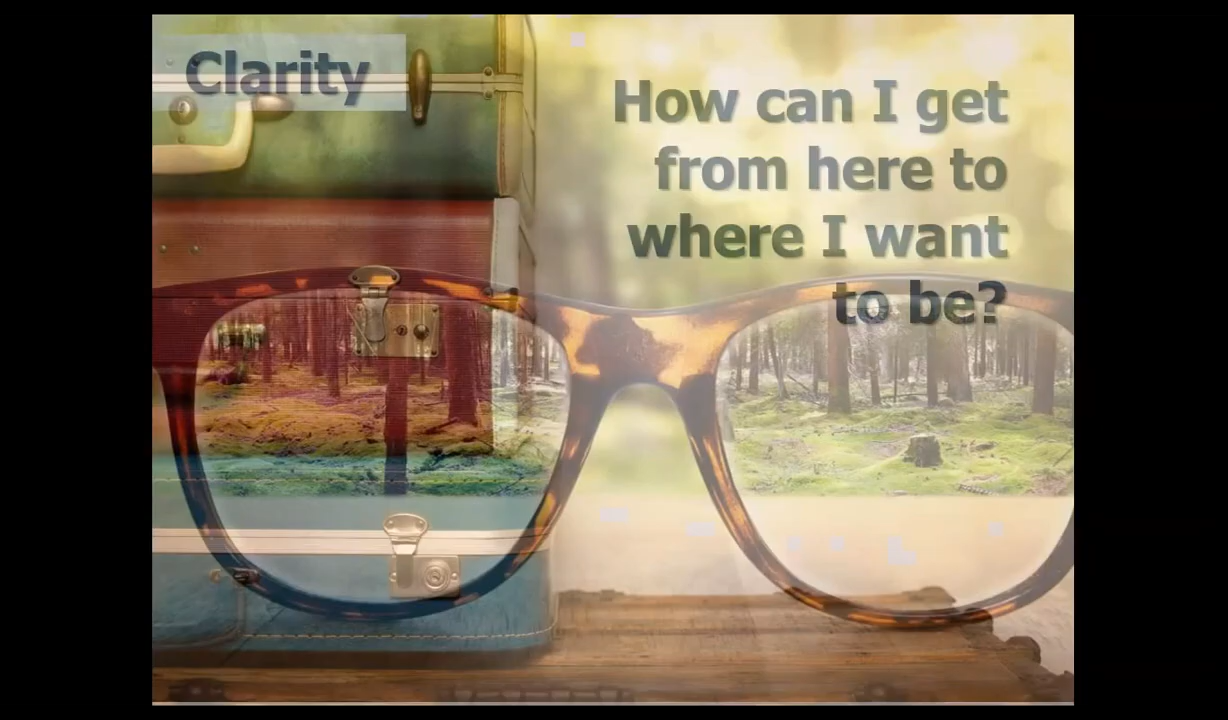 Clarity
How can I get
from here to
where I want
to be?